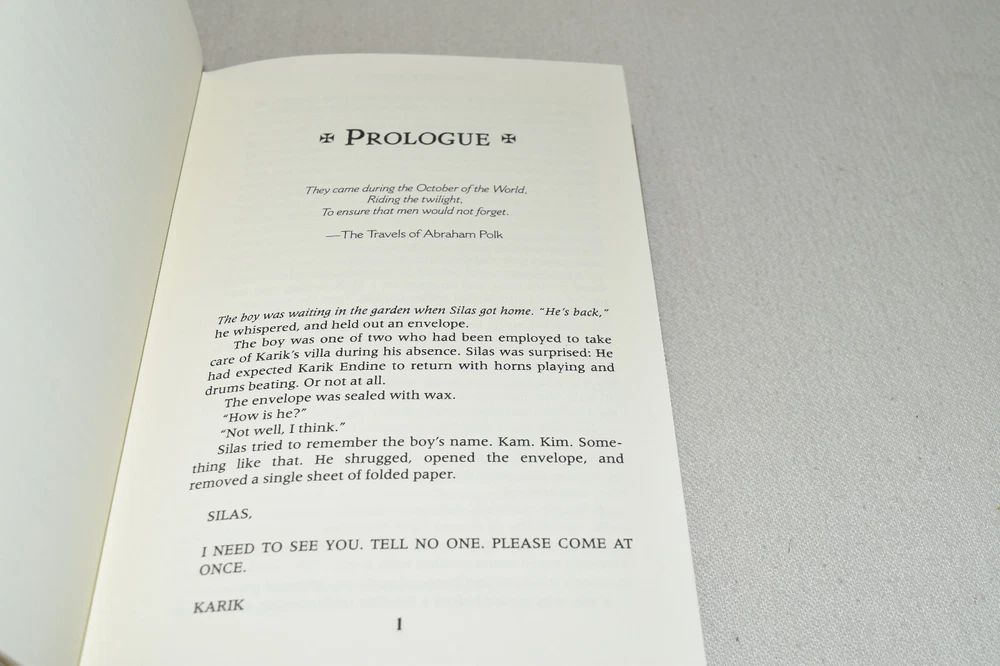 ✠ PROLOGUE ✠
They came during the October of the World,
Riding the twilight,
To ensure that men would not forget.
—The Travels of Abraham Polk
The boy was waiting in the garden when Silas got home. “He’s back,”
he whispered, and held out an envelope.
The boy was one of two who had been employed to take
care of Karik’s villa during his absence. Silas was surprised: He
had expected Karik Endine to return with horns playing and
drums beating. Or not at all.
The envelope was sealed with wax.
“How is he?”
“Not well, I think.”
Silas tried to remember the boy’s name. Kam. Kim. Some-
thing like that. He shrugged, opened the envelope, and
removed a single sheet of folded paper.
SILAS,
I NEED TO SEE YOU. TELL NO ONE. PLEASE COME AT
ONCE.
KARIK
1